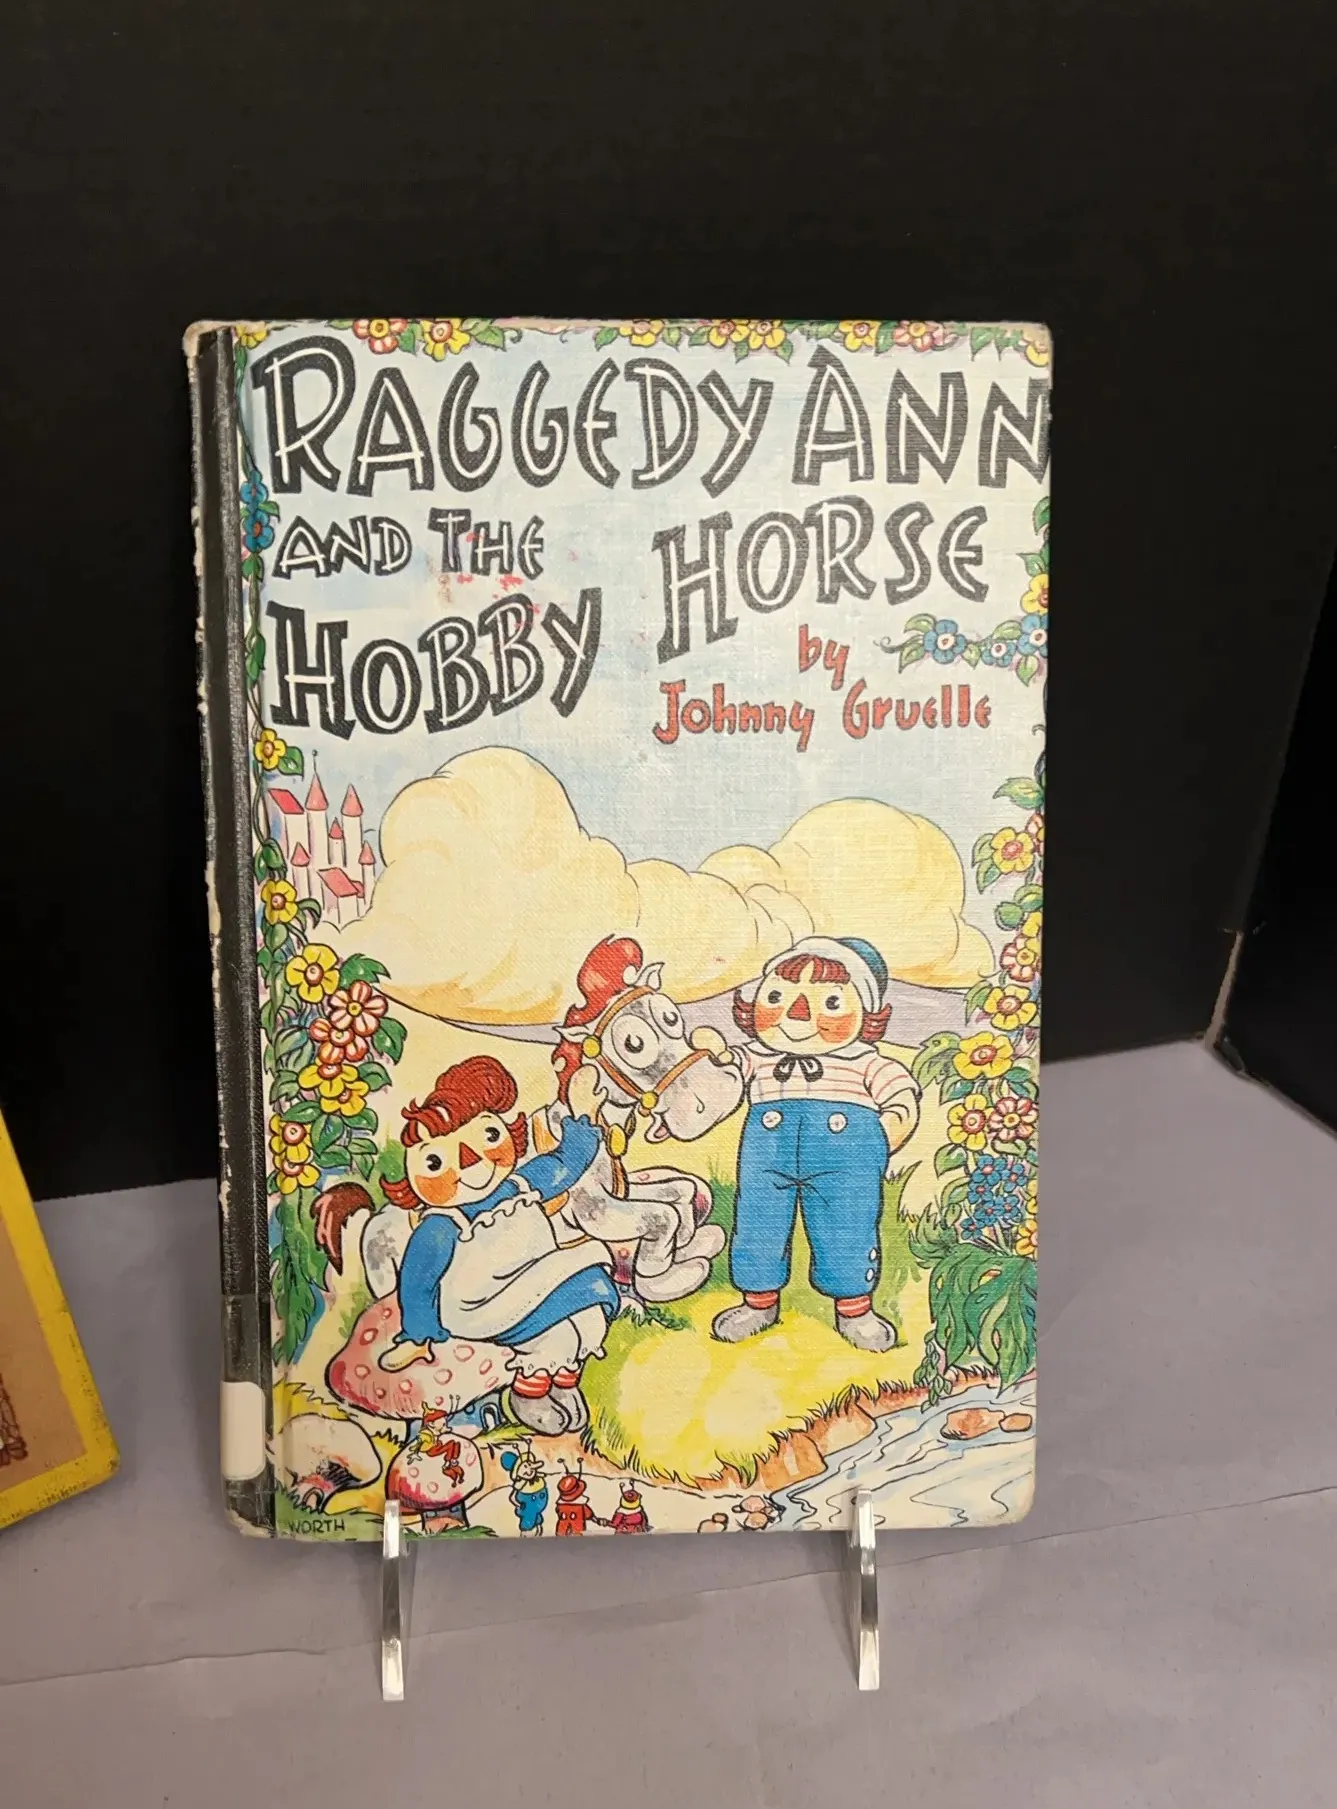 RAGGEDY ANN
AND THE
HOBBY HORSE
by
Johnny Gruelle
WORTH